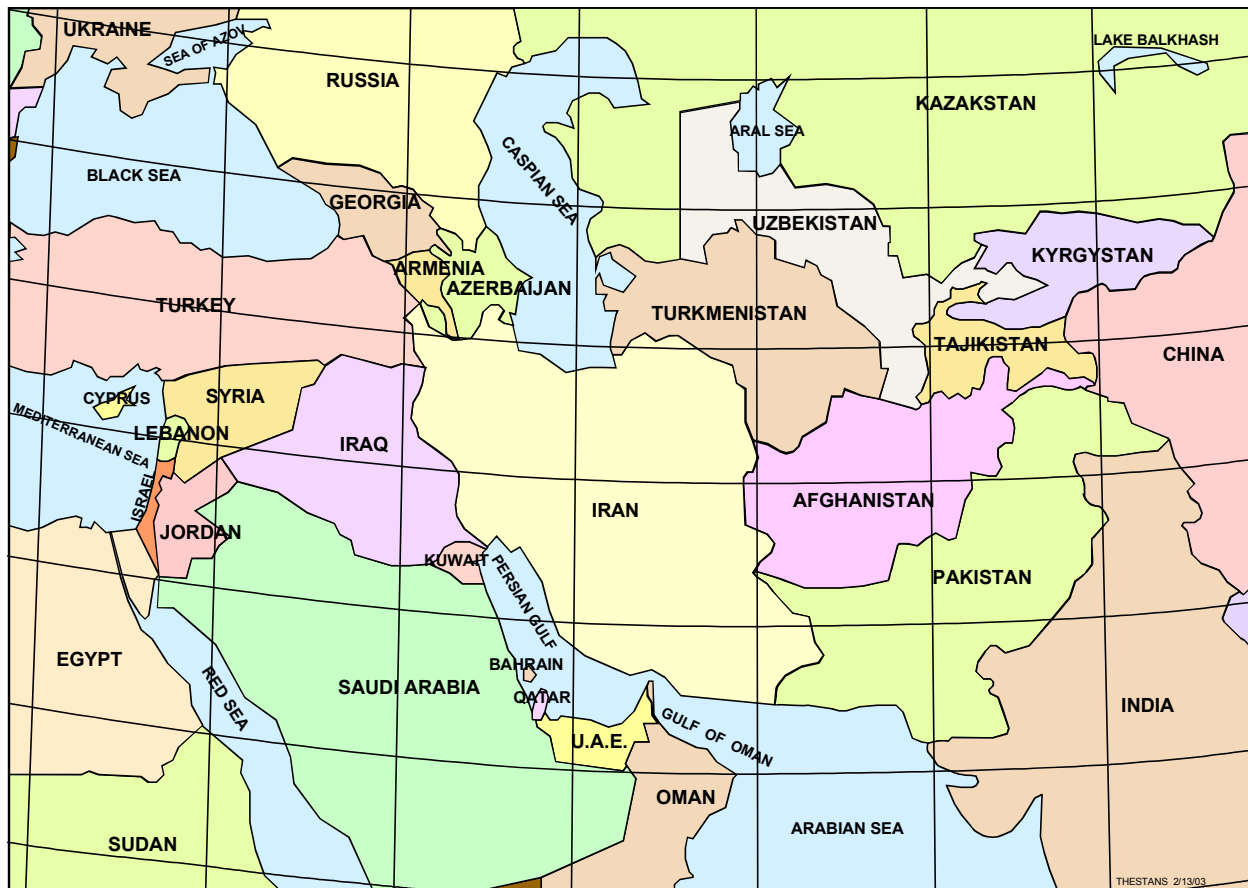 UKRAINE
SEA OF AZOV
LAKE BALKHASH
RUSSIA
KAZAKSTAN
ARAL SEA
BLACK SEA
CASPIAN SEA
GEORGIA
UZBEKISTAN
KYRGYSTAN
ARMENIA
AZERBAIJAN
TURKEY
TURKMENISTAN
TAJIKISTAN
CHINA
CYPRUS
SYRIA
MEDITERRANEAN SEA
LEBANON
IRAQ
ISRAEL
IRAN
AFGHANISTAN
JORDAN
KUWAIT
PERSIAN GULF
PAKISTAN
EGYPT
RED SEA
SAUDI ARABIA
BAHRAIN
QATAR
INDIA
U.A.E.
GULF OF OMAN
OMAN
ARABIAN SEA
SUDAN
THESTANS 2/13/03